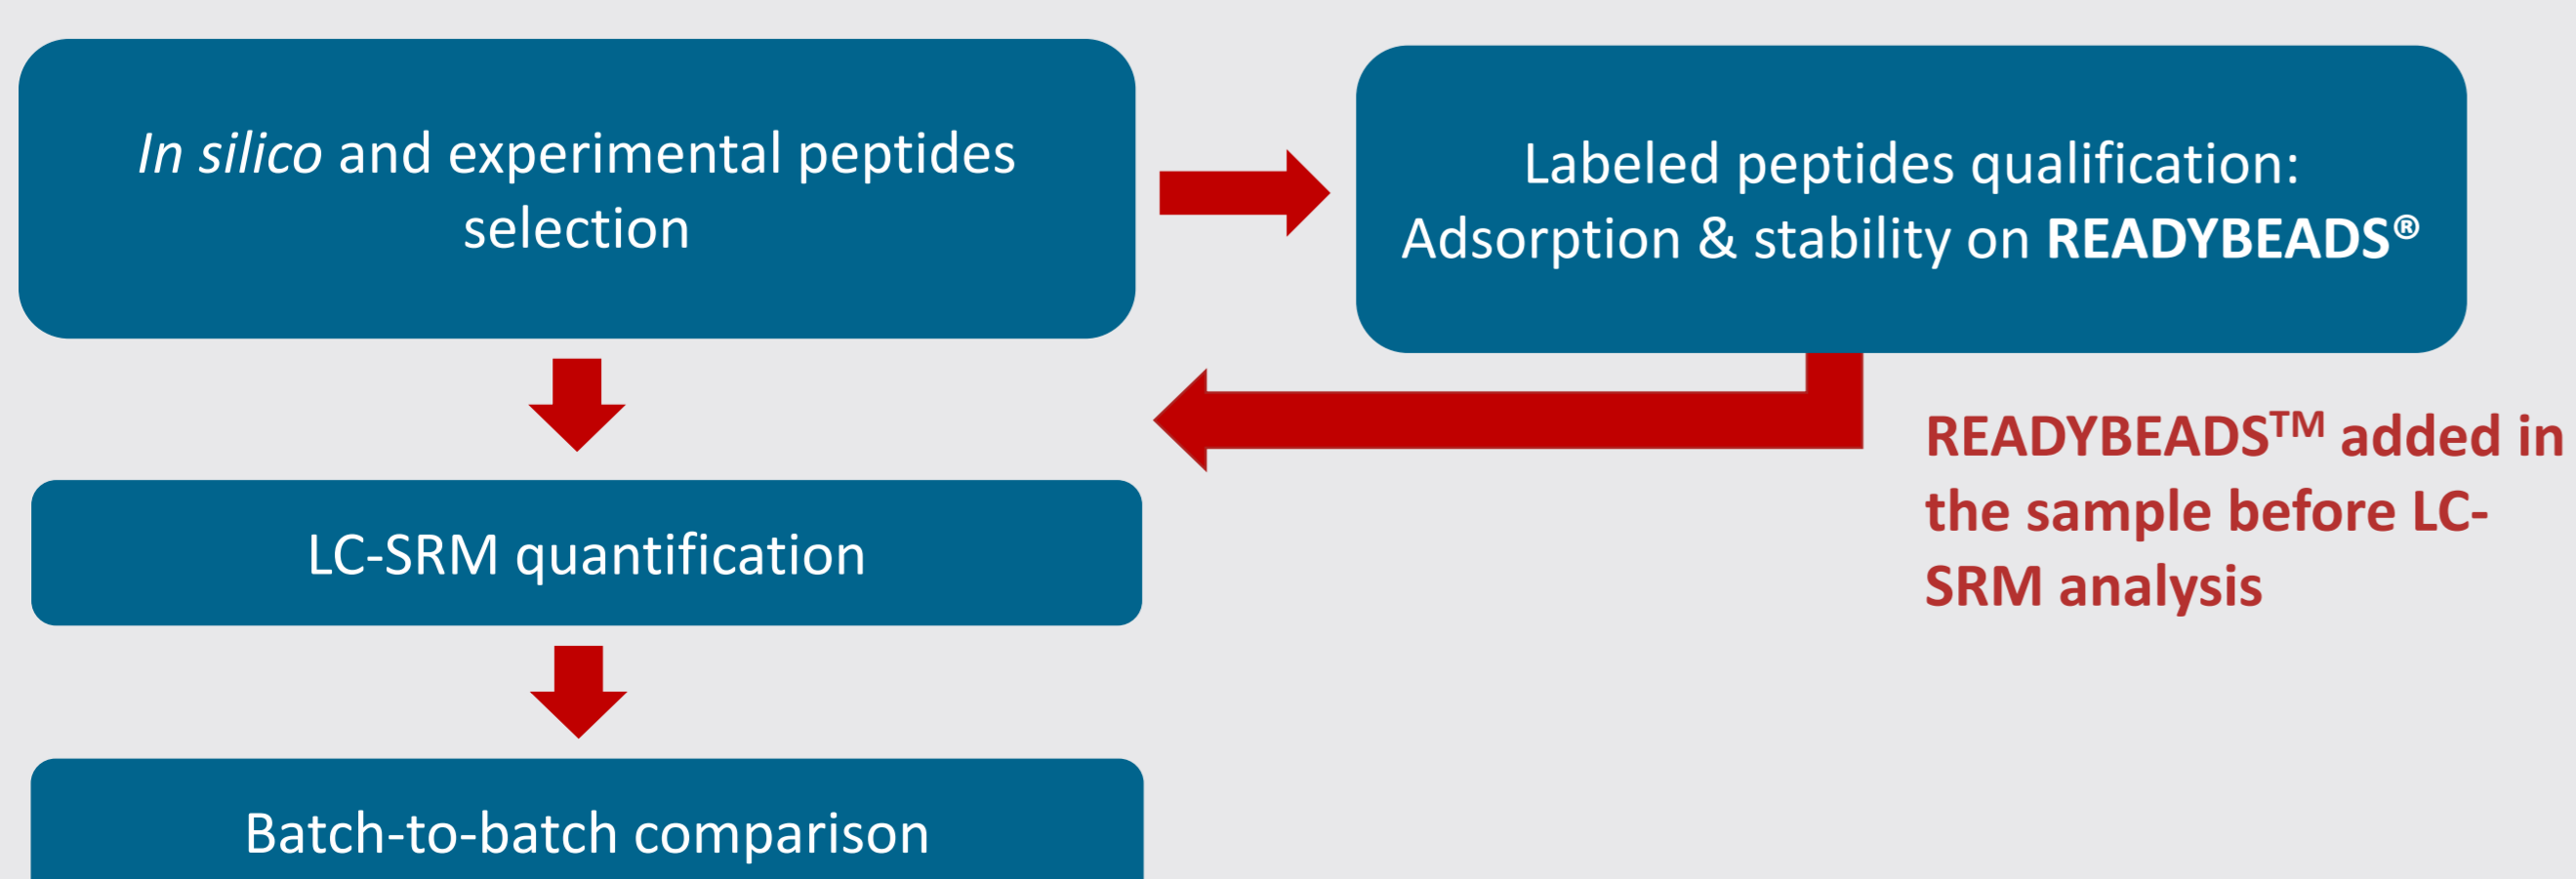 In silico and experimental peptides
selection
Labeled peptides qualification:
Adsorption & stability on READYBEADS®
READYBEADS™ added in
the sample before LC-
SRM analysis
LC-SRM quantification
Batch-to-batch comparison